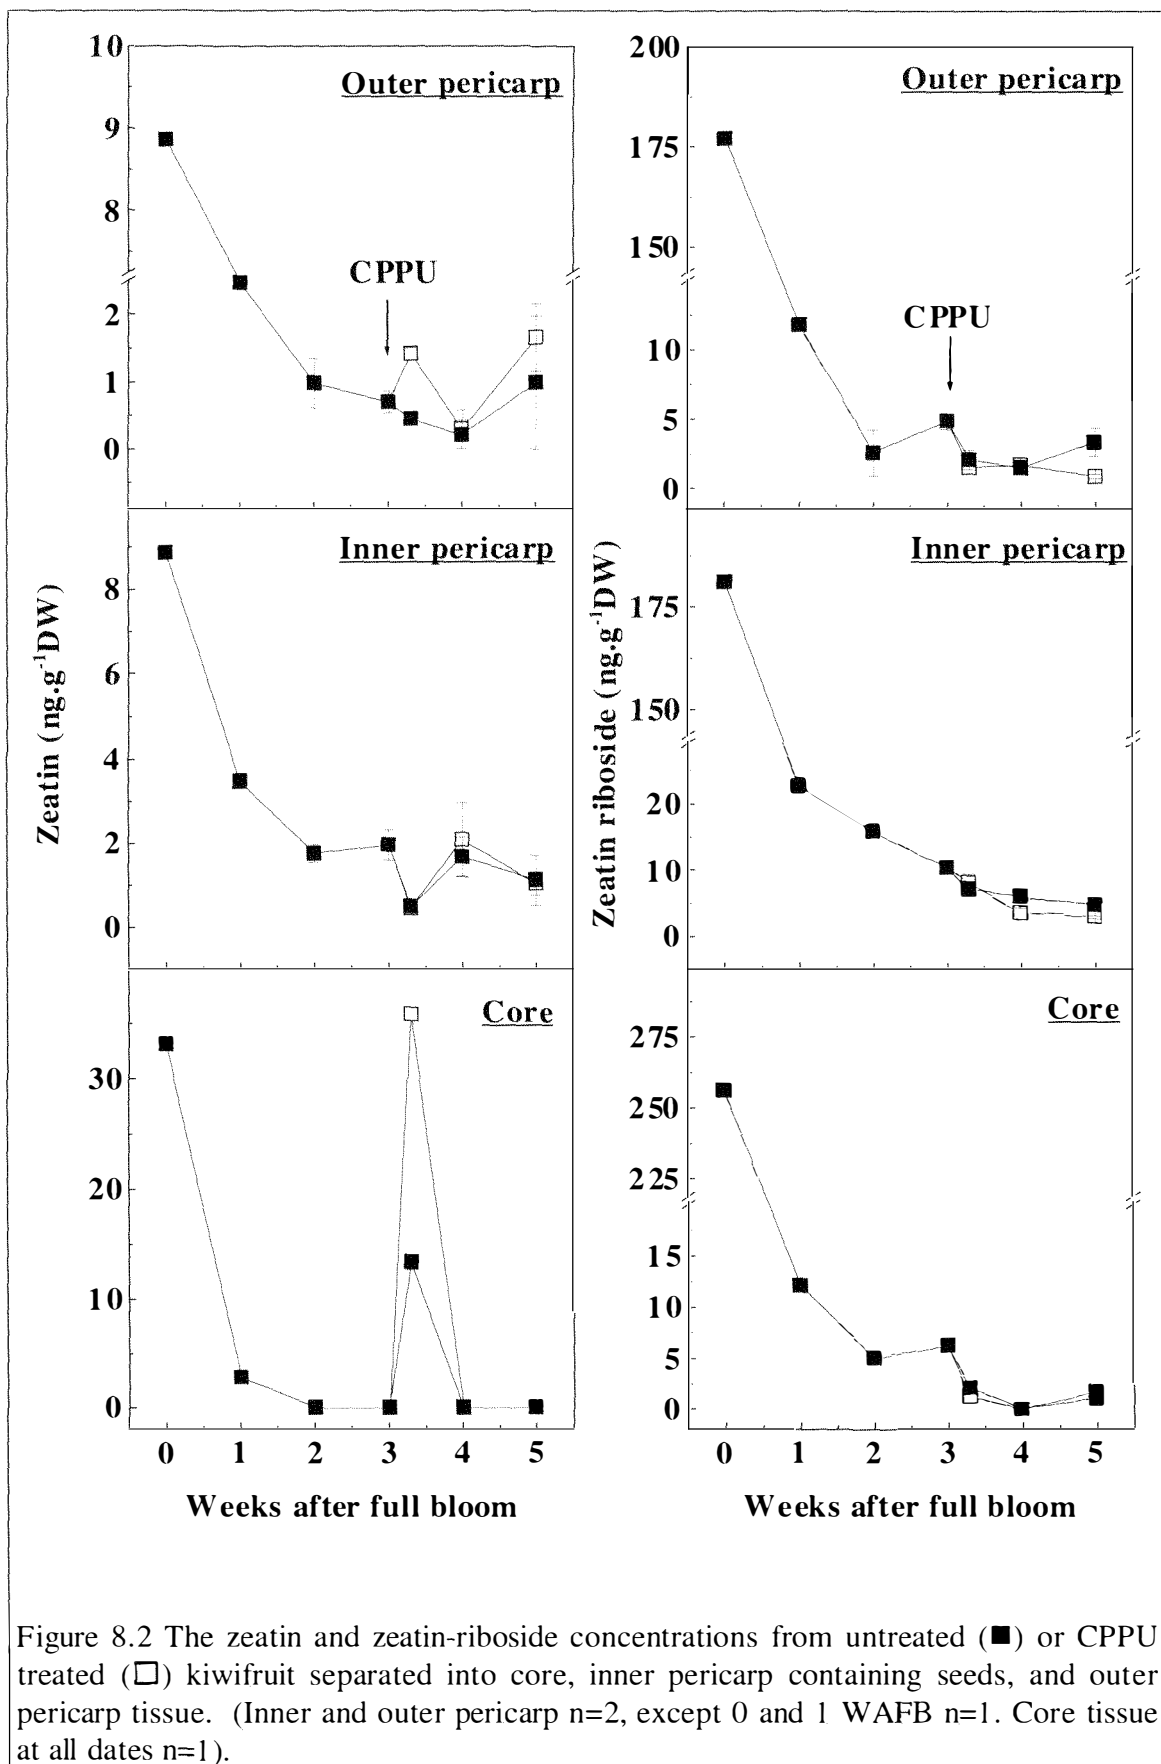 10
9
8
2
1
0
Outer pericarp
CPPU
200
175
150
10
5
0
Outer pericarp
CPPU
Zeatin (ng.g⁻¹DW)
8
6
4
2
0
Inner pericarp
Zeatin riboside (ng.g⁻¹DW)
175
150
20
10
0
Inner pericarp
30
20
10
0
Core
275
250
225
15
10
5
0
Core
0 1 2 3 4 5
Weeks after full bloom
0 1 2 3 4 5
Weeks after full bloom
Figure 8.2 The zeatin and zeatin-riboside concentrations from untreated (■) or CPPU
treated (□) kiwifruit separated into core, inner pericarp containing seeds, and outer
pericarp tissue. (Inner and outer pericarp n=2, except 0 and 1 WAFB n=1. Core tissue
at all dates n=1).